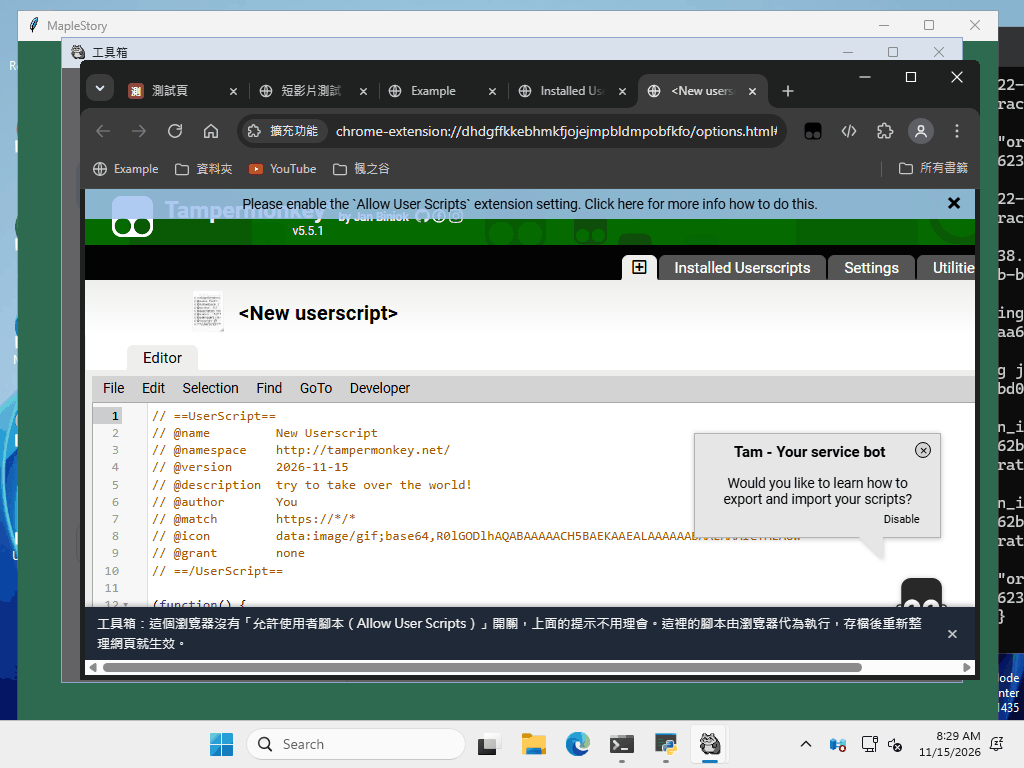 MapleStory
工具箱
測試頁
短影片測試
Example
Installed Us
<New users
擴充功能
chrome-extension://dhdgffkkebhmkfjojejmpbldmpobfkfo/options.html#
Example
資料夾
YouTube
楓之谷
所有書籤
Please enable the `Allow User Scripts` extension setting. Click here for more info how to do this.
Tampermonkey
by Jan Biniok
v5.5.1
Installed Userscripts
Settings
Utilitie
<New userscript>
Editor
File Edit Selection Find GoTo Developer
1 // ==UserScript==
2 // @name New Userscript
3 // @namespace http://tampermonkey.net/
4 // @version 2026-11-15
5 // @description try to take over the world!
6 // @author You
7 // @match https://*/*
8 // @icon data:image/gif;base64,R0lGODlhAQABAAAAACH5BAEKAAEALAAAAAABAAEAAAICTAEAOw
9 // @grant none
10 // ==/UserScript==
11
12 (function() {
Tam - Your service bot
Would you like to learn how to
export and import your scripts?
Disable
工具箱：這個瀏覽器沒有「允許使用者腳本（Allow User Scripts）」開關，上面的提示不用理會。這裡的腳本由瀏覽器代為執行，存檔後重新整
理網頁就生效。
Search
8:29 AM
11/15/2026